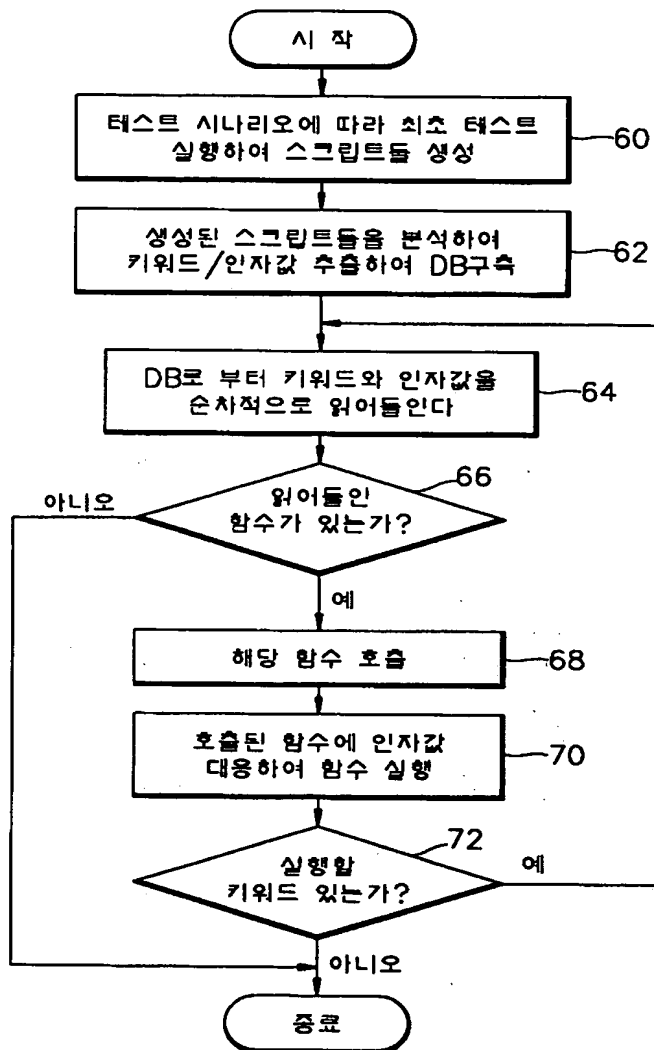 시 작
테스트 시나리오에 따라 최초 테스트
실행하여 스크립트들 생성
60
생성된 스크립트들을 분석하여
키워드/인자값 추출하여 DB구축
62
DB로 부터 키워드와 인자값을
순차적으로 읽어들인다
64
66
아니오
읽어들인
함수가 있는가?
예
해당 함수 호출
68
호출된 함수에 인자값
대응하여 함수 실행
70
72
실행할
키워드 있는가?
예
아니오
종료